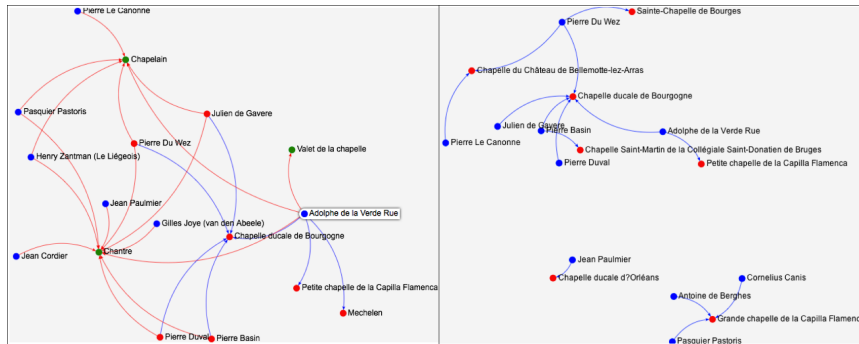 Pierre Le Canonne
Chapelain
Pasquier Pastoris
Julien de Gavere
Pierre Du Wez
Valet de la chapelle
Henry Zantman (Le Liégeois)
Jean Paulmier
Adolphe de la Verde Rue
Gilles Joye (van den Abeele)
Chapelle ducale de Bourgogne
Chantre
Jean Cordier
Petite chapelle de la Capilla Flamenca
Mechelen
Pierre Duval
Pierre Basin
Sainte-Chapelle de Bourges
Pierre Du Wez
Chapelle du Château de Bellemotte-lez-Arras
Chapelle ducale de Bourgogne
Julien de Gavere
Pierre Basin
Adolphe de la Verde Rue
Pierre Le Canonne
Chapelle Saint-Martin de la Collégiale Saint-Donatien de Bruges
Pierre Duval
Petite chapelle de la Capilla Flamenca
Jean Paulmier
Chapelle ducale d?Orléans
Cornelius Canis
Antoine de Berghes
Grande chapelle de la Capilla Flamenc
Pasquier Pastoris